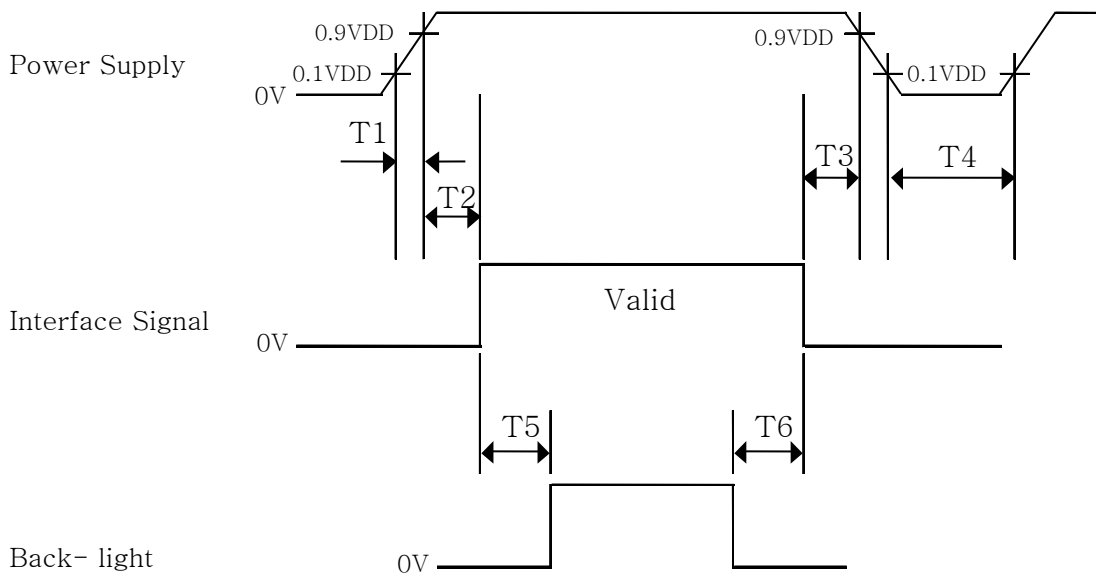 0.9VDD
0.9VDD
Power Supply
0.1VDD
0.1VDD
0V
T1
T3
T4
T2
Valid
Interface Signal
0V
T5
T6
Back- light
0V